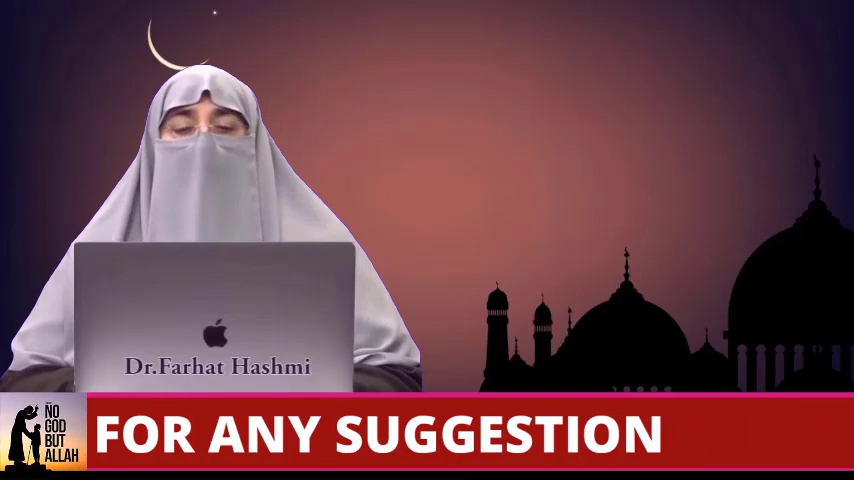 Dr.Farhat Hashmi
NO
GOD
BUT
ALLAH
FOR ANY SUGGESTION